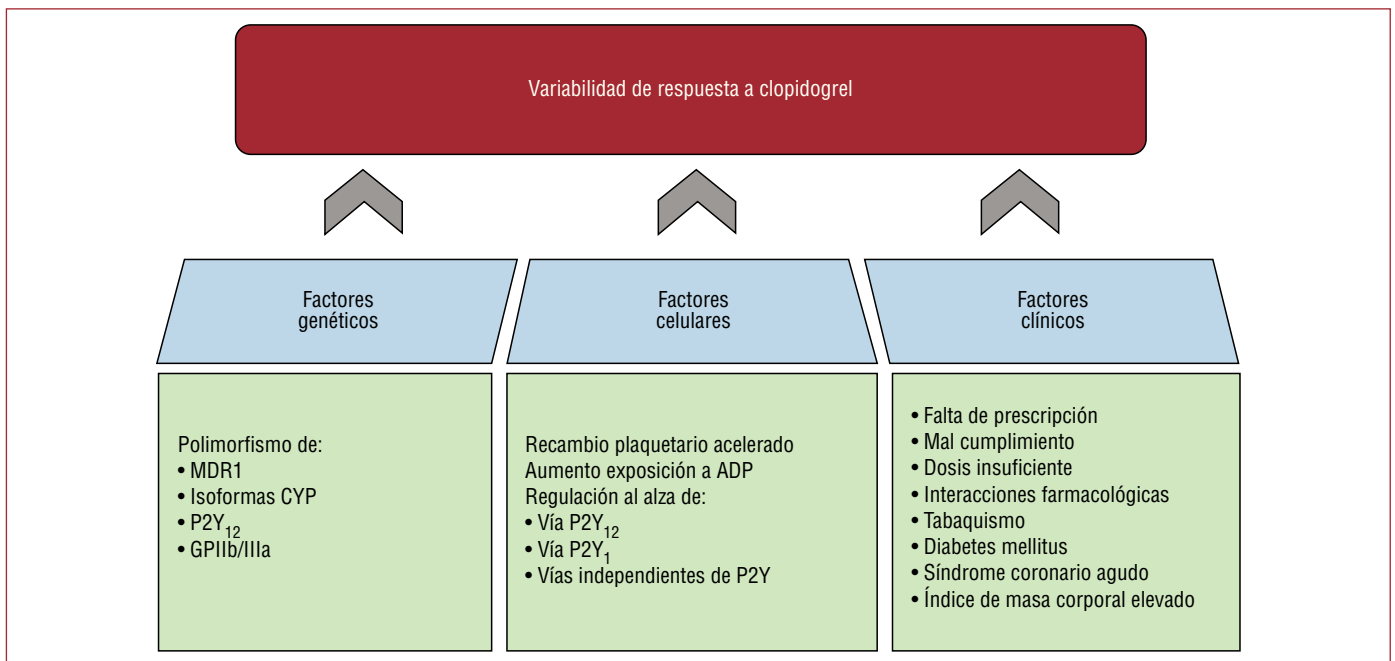 Variabilidad de respuesta a clopidogrel
Factores
genéticos
Factores
celulares
Factores
clínicos
Polimorfismo de:
• MDR1
• Isoformas CYP
• P2Y12
• GPIIb/IIIa
Recambio plaquetario acelerado
Aumento exposición a ADP
Regulación al alza de:
• Vía P2Y12
• Vía P2Y1
• Vías independientes de P2Y
• Falta de prescripción
• Mal cumplimiento
• Dosis insuficiente
• Interacciones farmacológicas
• Tabaquismo
• Diabetes mellitus
• Síndrome coronario agudo
• Índice de masa corporal elevado